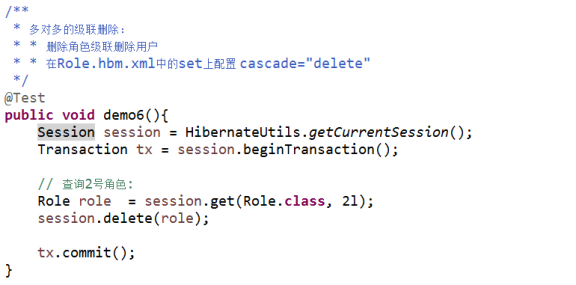 /**
 * 多对多的级联删除：
 * * 删除角色级联删除用户
 * * 在Role.hbm.xml中的set上配置 cascade="delete"
 */
@Test
public void demo6(){
    Session session = HibernateUtils.getCurrentSession();
    Transaction tx = session.beginTransaction();
    // 查询2号角色:
    Role role  = session.get(Role.class, 2l);
    session.delete(role);
    tx.commit();
}